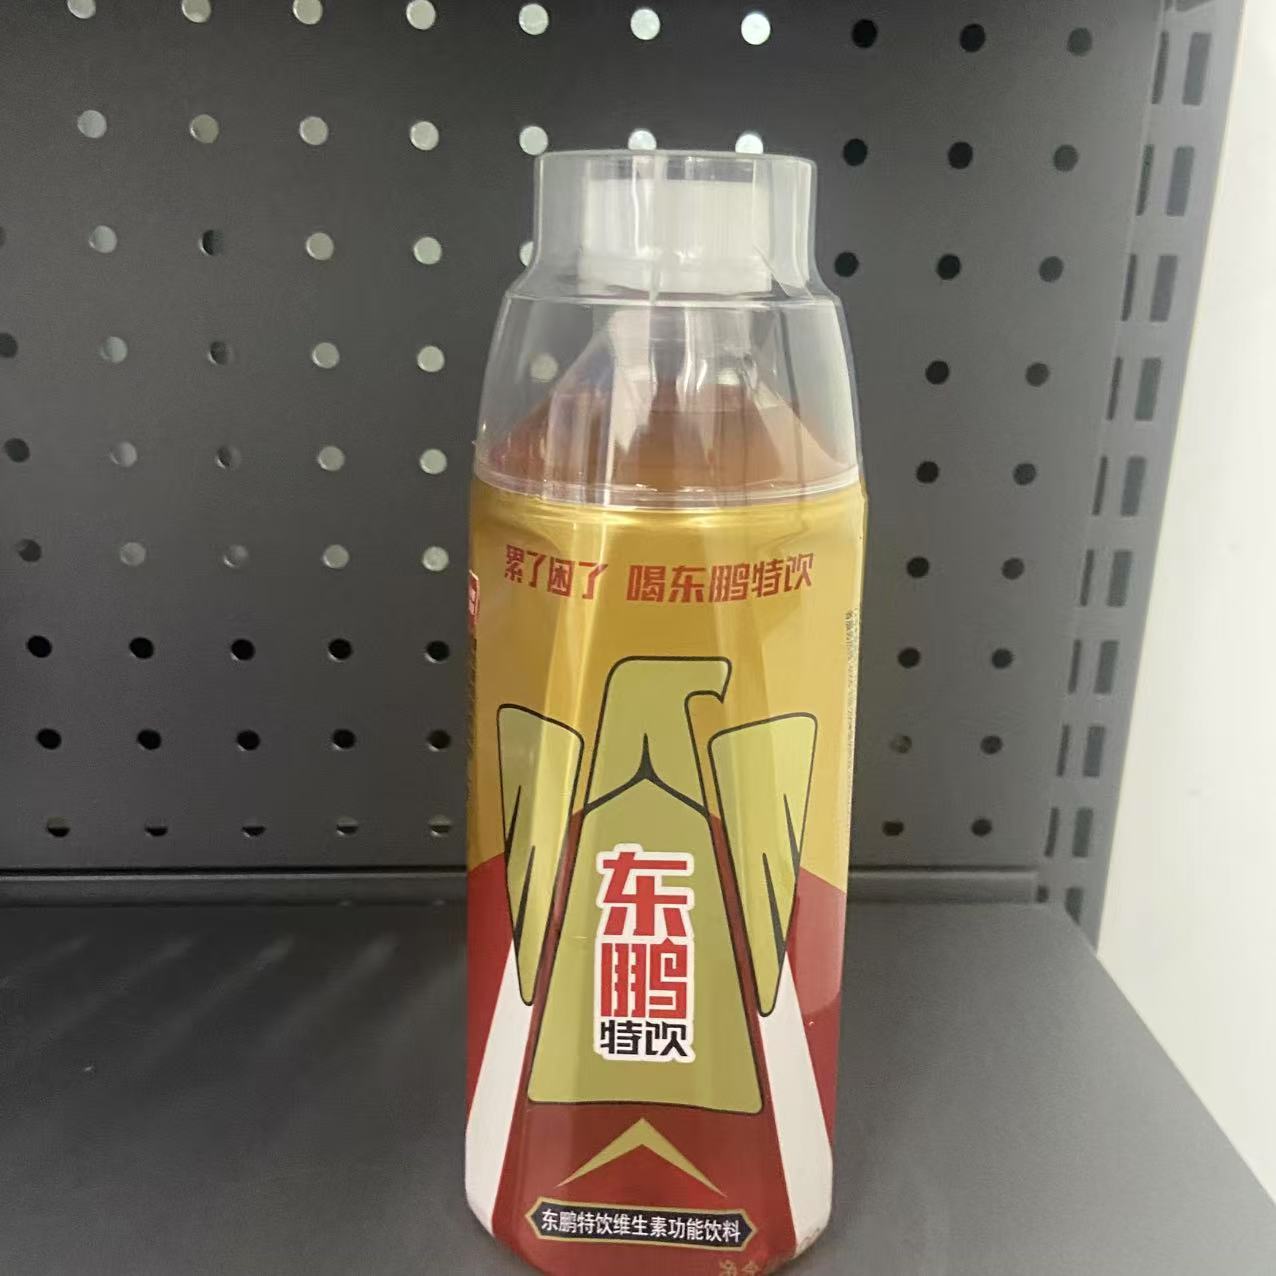 累了困了 喝东鹏特饮
东
鹏
特饮
东鹏特饮维生素功能饮料